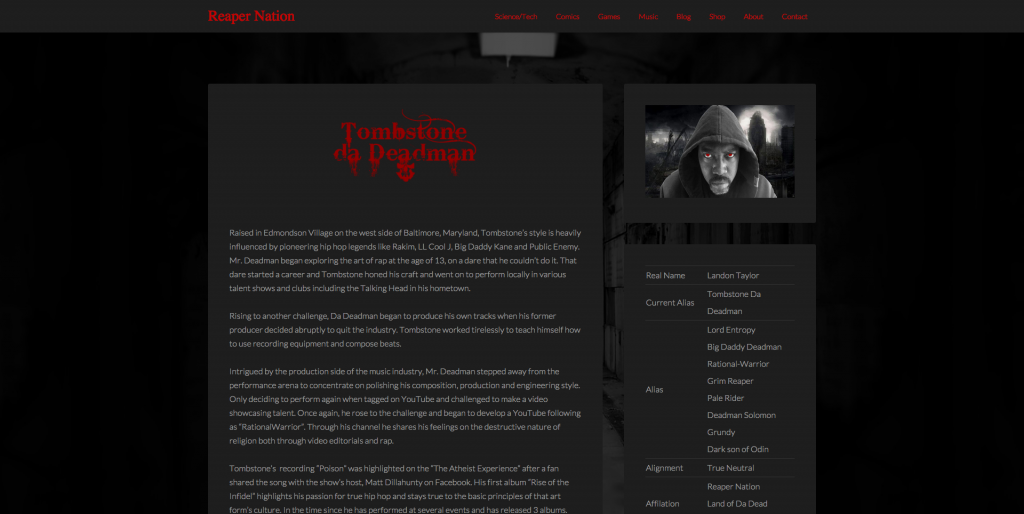 Reaper Nation
Science/Tech Comics Games Music Blog Shop About Contact
Tombstone
da Deadman
Raised in Edmondson Village on the west side of Baltimore, Maryland, Tombstone's style is heavily
influenced by pioneering hip hop legends like Rakim, LL Cool J, Big Daddy Kane and Public Enemy.
Mr. Deadman began exploring the art of rap at the age of 13, on a dare that he couldn't do it. That
dare started a career and Tombstone honed his craft and went on to perform locally in various
talent shows and clubs including the Talking Head in his hometown.
Rising to another challenge, Da Deadman began to produce his own tracks when his former
producer decided abruptly to quit the industry. Tombstone worked tirelessly to teach himself how
to use recording equipment and compose beats.
Intrigued by the production side of the music industry, Mr. Deadman stepped away from the
performance arena to concentrate on polishing his composition, production and engineering style.
Only deciding to perform again when tagged on YouTube and challenged to make a video
showcasing talent. Once again, he rose to the challenge and began to develop a YouTube following
as "RationalWarrior". Through his channel he shares his feelings on the destructive nature of
religion both through video editorials and rap.
Tombstone's recording "Poison" was highlighted on the "The Atheist Experience" after a fan
shared the song with the show's host, Matt Dillahunty on Facebook. His first album "Rise of the
Infidel" highlights his passion for true hip hop and stays true to the basic principles of that art
form's culture. In the time since he has performed at several events and has released 3 albums.
Real Name Landon Taylor
Current Alias Tombstone Da
Deadman
Alias Lord Entropy
Big Daddy Deadman
Rational-Warrior
Grim Reaper
Pale Rider
Deadman Solomon
Grundy
Dark son of Odin
Alignment True Neutral
Affilation Reaper Nation
Land of Da Dead